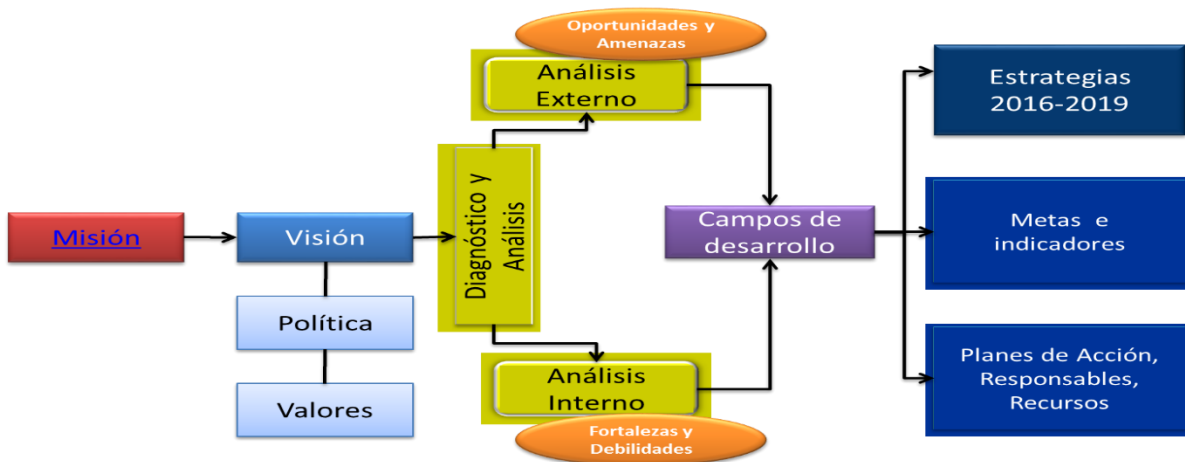 Misión
Visión
Política
Valores
Diagnóstico y
Análisis
Oportunidades y
Amenazas
Análisis
Externo
Análisis
Interno
Fortalezas y
Debilidades
Campos de
desarrollo
Estrategias
2016-2019
Metas e
indicadores
Planes de Acción,
Responsables,
Recursos